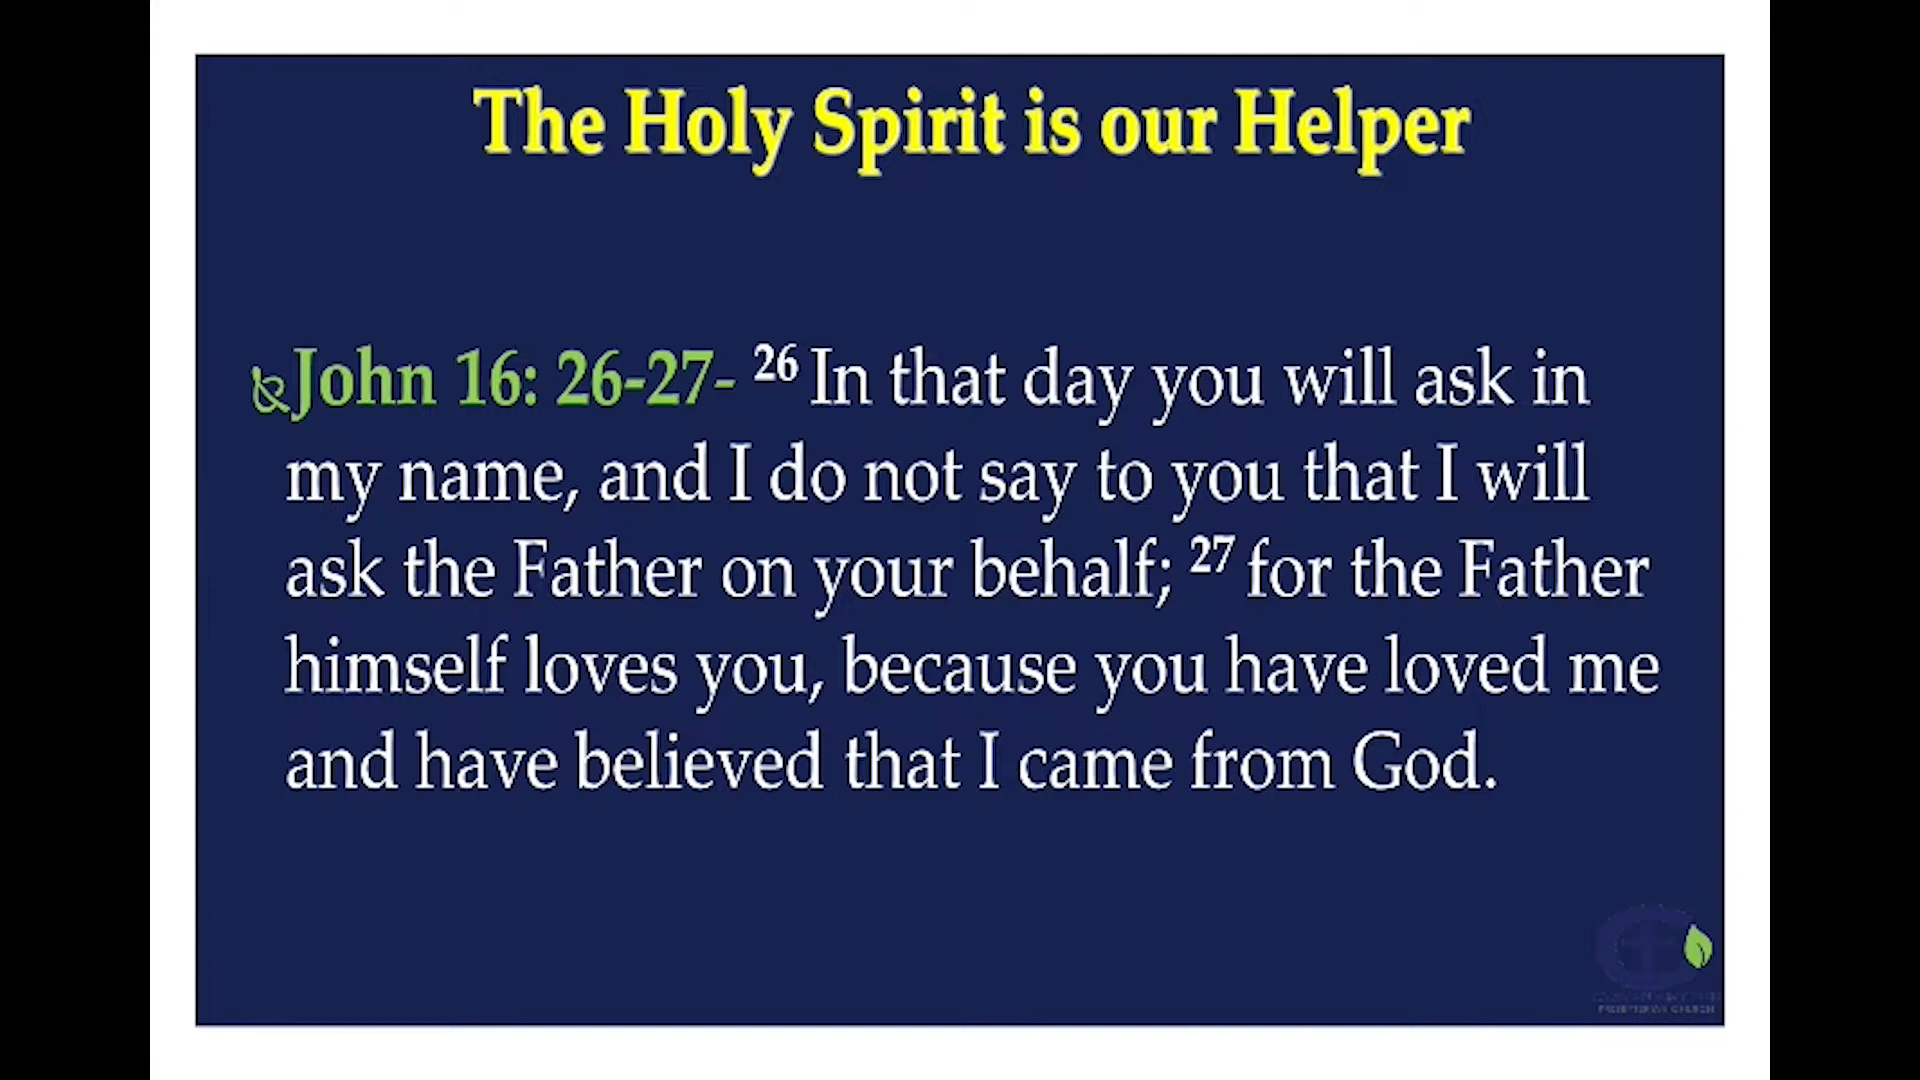 The Holy Spirit is our Helper
John 16: 26-27- 26 In that day you will ask in
my name, and I do not say to you that I will
ask the Father on your behalf; 27 for the Father
himself loves you, because you have loved me
and have believed that I came from God.
PRESBYTERIAN CHURCH